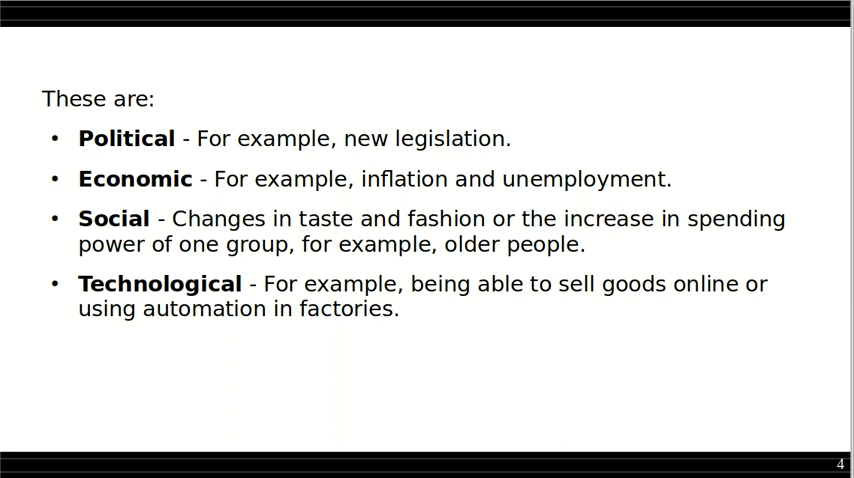 These are:
• Political - For example, new legislation.
• Economic - For example, inflation and unemployment.
• Social - Changes in taste and fashion or the increase in spending
power of one group, for example, older people.
• Technological - For example, being able to sell goods online or
using automation in factories.
4